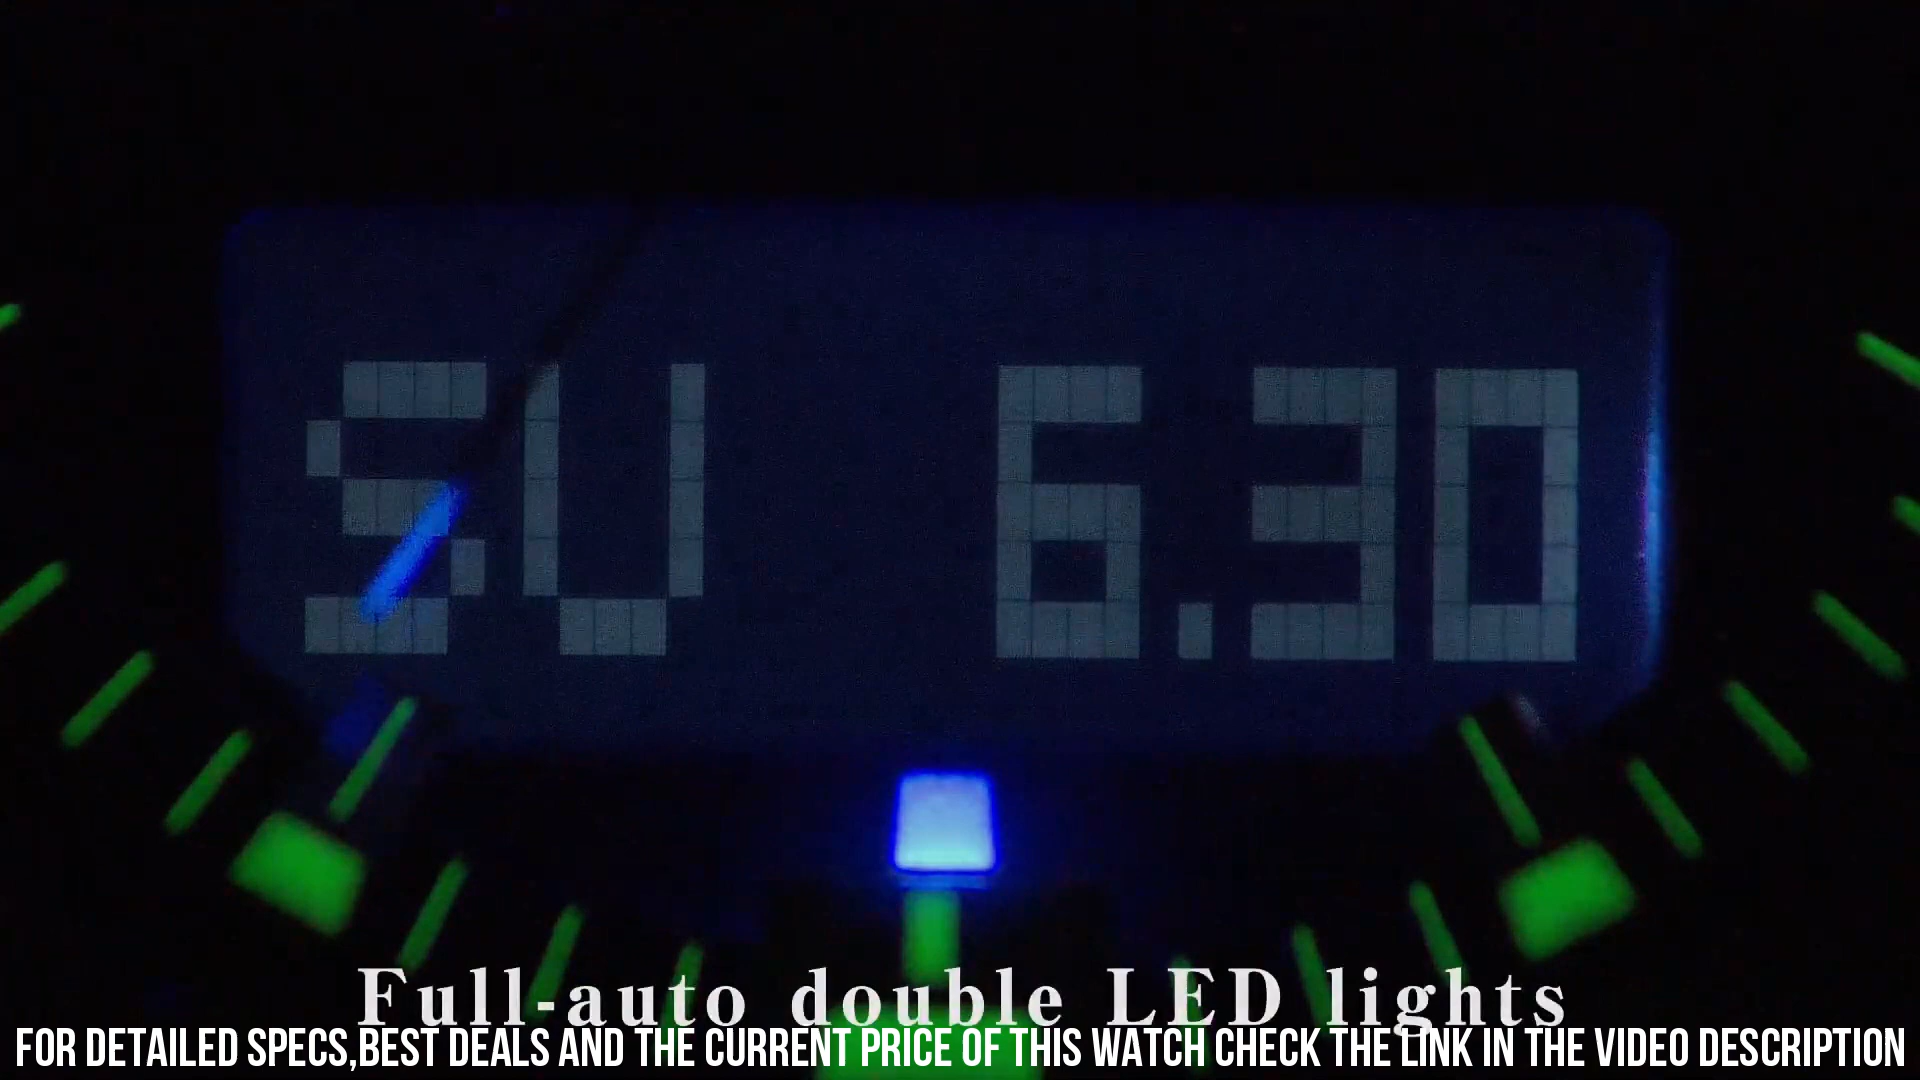 SU 6.30
Full-auto double LED lights
FOR DETAILED SPECS,BEST DEALS AND THE CURRENT PRICE OF THIS WATCH CHECK THE LINK IN THE VIDEO DESCRIPTION